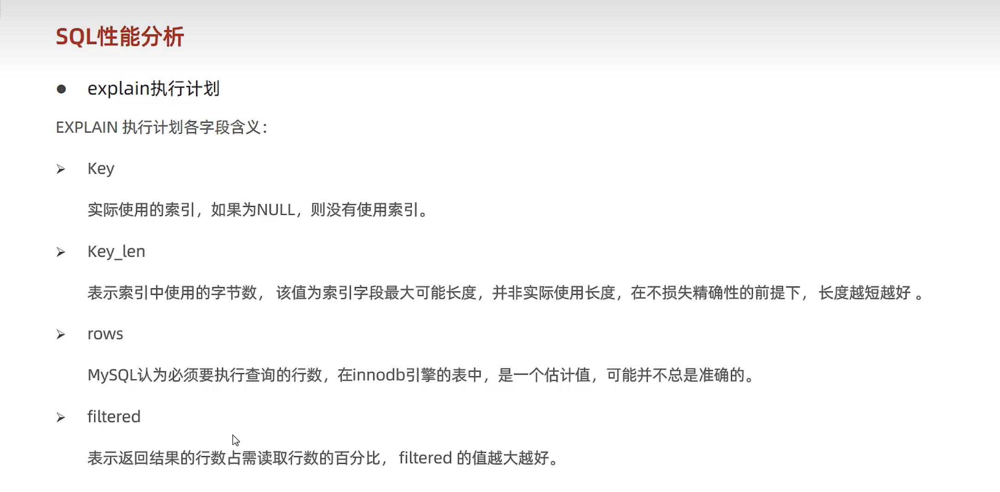 SQL性能分析
● explain执行计划
EXPLAIN 执行计划各字段含义：
➢ Key
实际使用的索引，如果为NULL，则没有使用索引。
➢ Key_len
表示索引中使用的字节数， 该值为索引字段最大可能长度，并非实际使用长度，在不损失精确性的前提下， 长度越短越好 。
➢ rows
MySQL认为必须要执行查询的行数，在innodb引擎的表中，是一个估计值，可能并不总是准确的。
➢ filtered
表示返回结果的行数占需读取行数的百分比， filtered 的值越大越好。